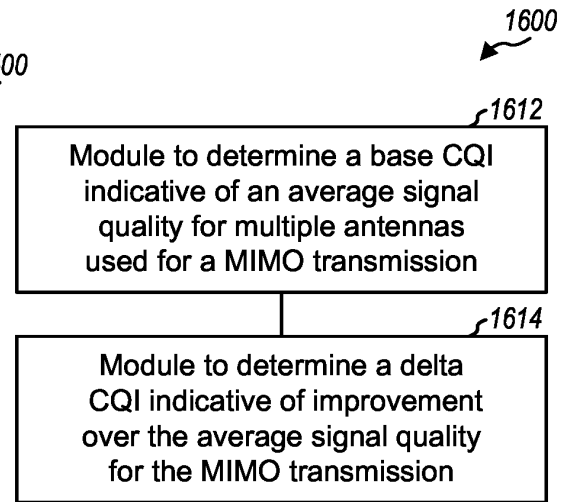 1600
00
1612
Module to determine a base CQI
indicative of an average signal
quality for multiple antennas
used for a MIMO transmission
1614
Module to determine a delta
CQI indicative of improvement
over the average signal quality
for the MIMO transmission